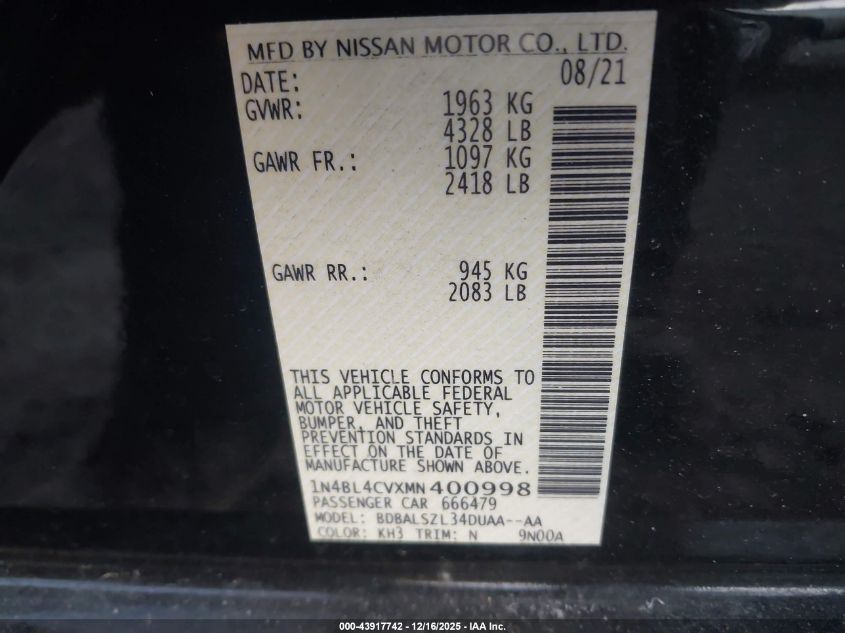 MFD BY NISSAN MOTOR CO., LTD.
DATE: 08/21
GVWR: 1963 KG
4328 LB
GAWR FR.: 1097 KG
2418 LB
GAWR RR.: 945 KG
2083 LB
THIS VEHICLE CONFORMS TO
ALL APPLICABLE FEDERAL
MOTOR VEHICLE SAFETY,
BUMPER, AND THEFT
PREVENTION STANDARDS IN
EFFECT ON THE DATE OF
MANUFACTURE SHOWN ABOVE.
1N4BL4CVXMN400998
PASSENGER CAR 666479
MODEL: BDBALSZL34DUAA--AA
COLOR: KH3 TRIM: N 9N00A
000-43917742 - 12/16/2025 - IAA Inc.